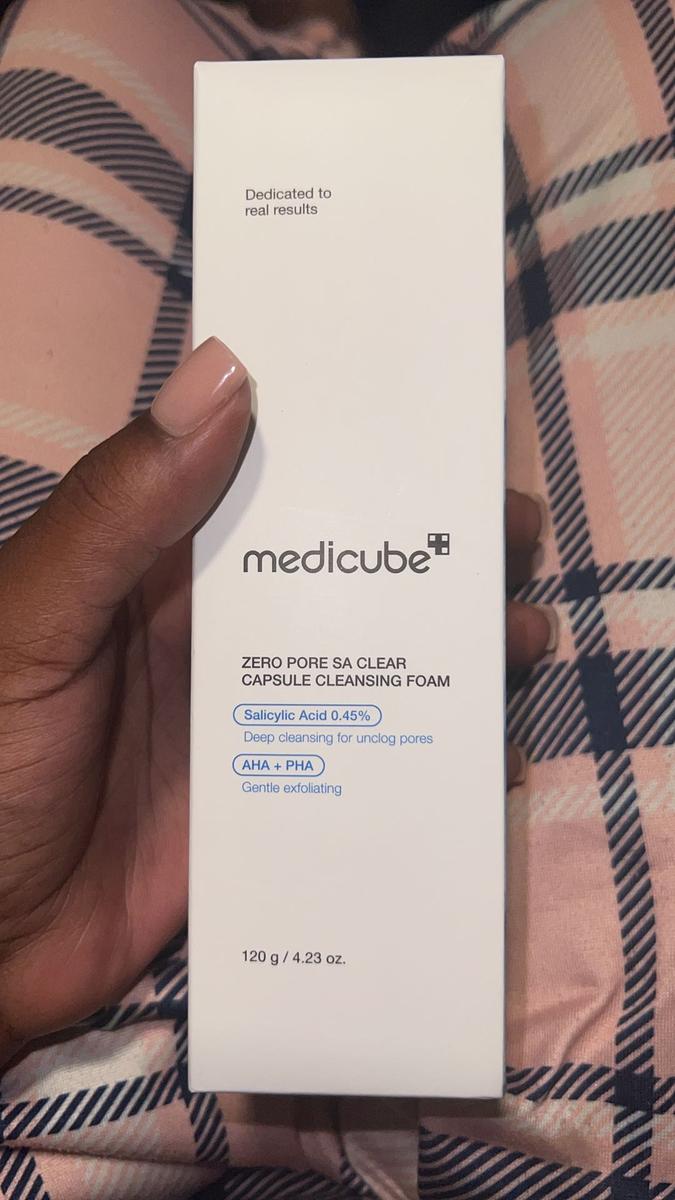 Dedicated to
real results
medicube
ZERO PORE SA CLEAR
CAPSULE CLEANSING FOAM
Salicylic Acid 0.45%
Deep cleansing for unclog pores
AHA + PHA
Gentle exfoliating
120 g / 4.23 oz.